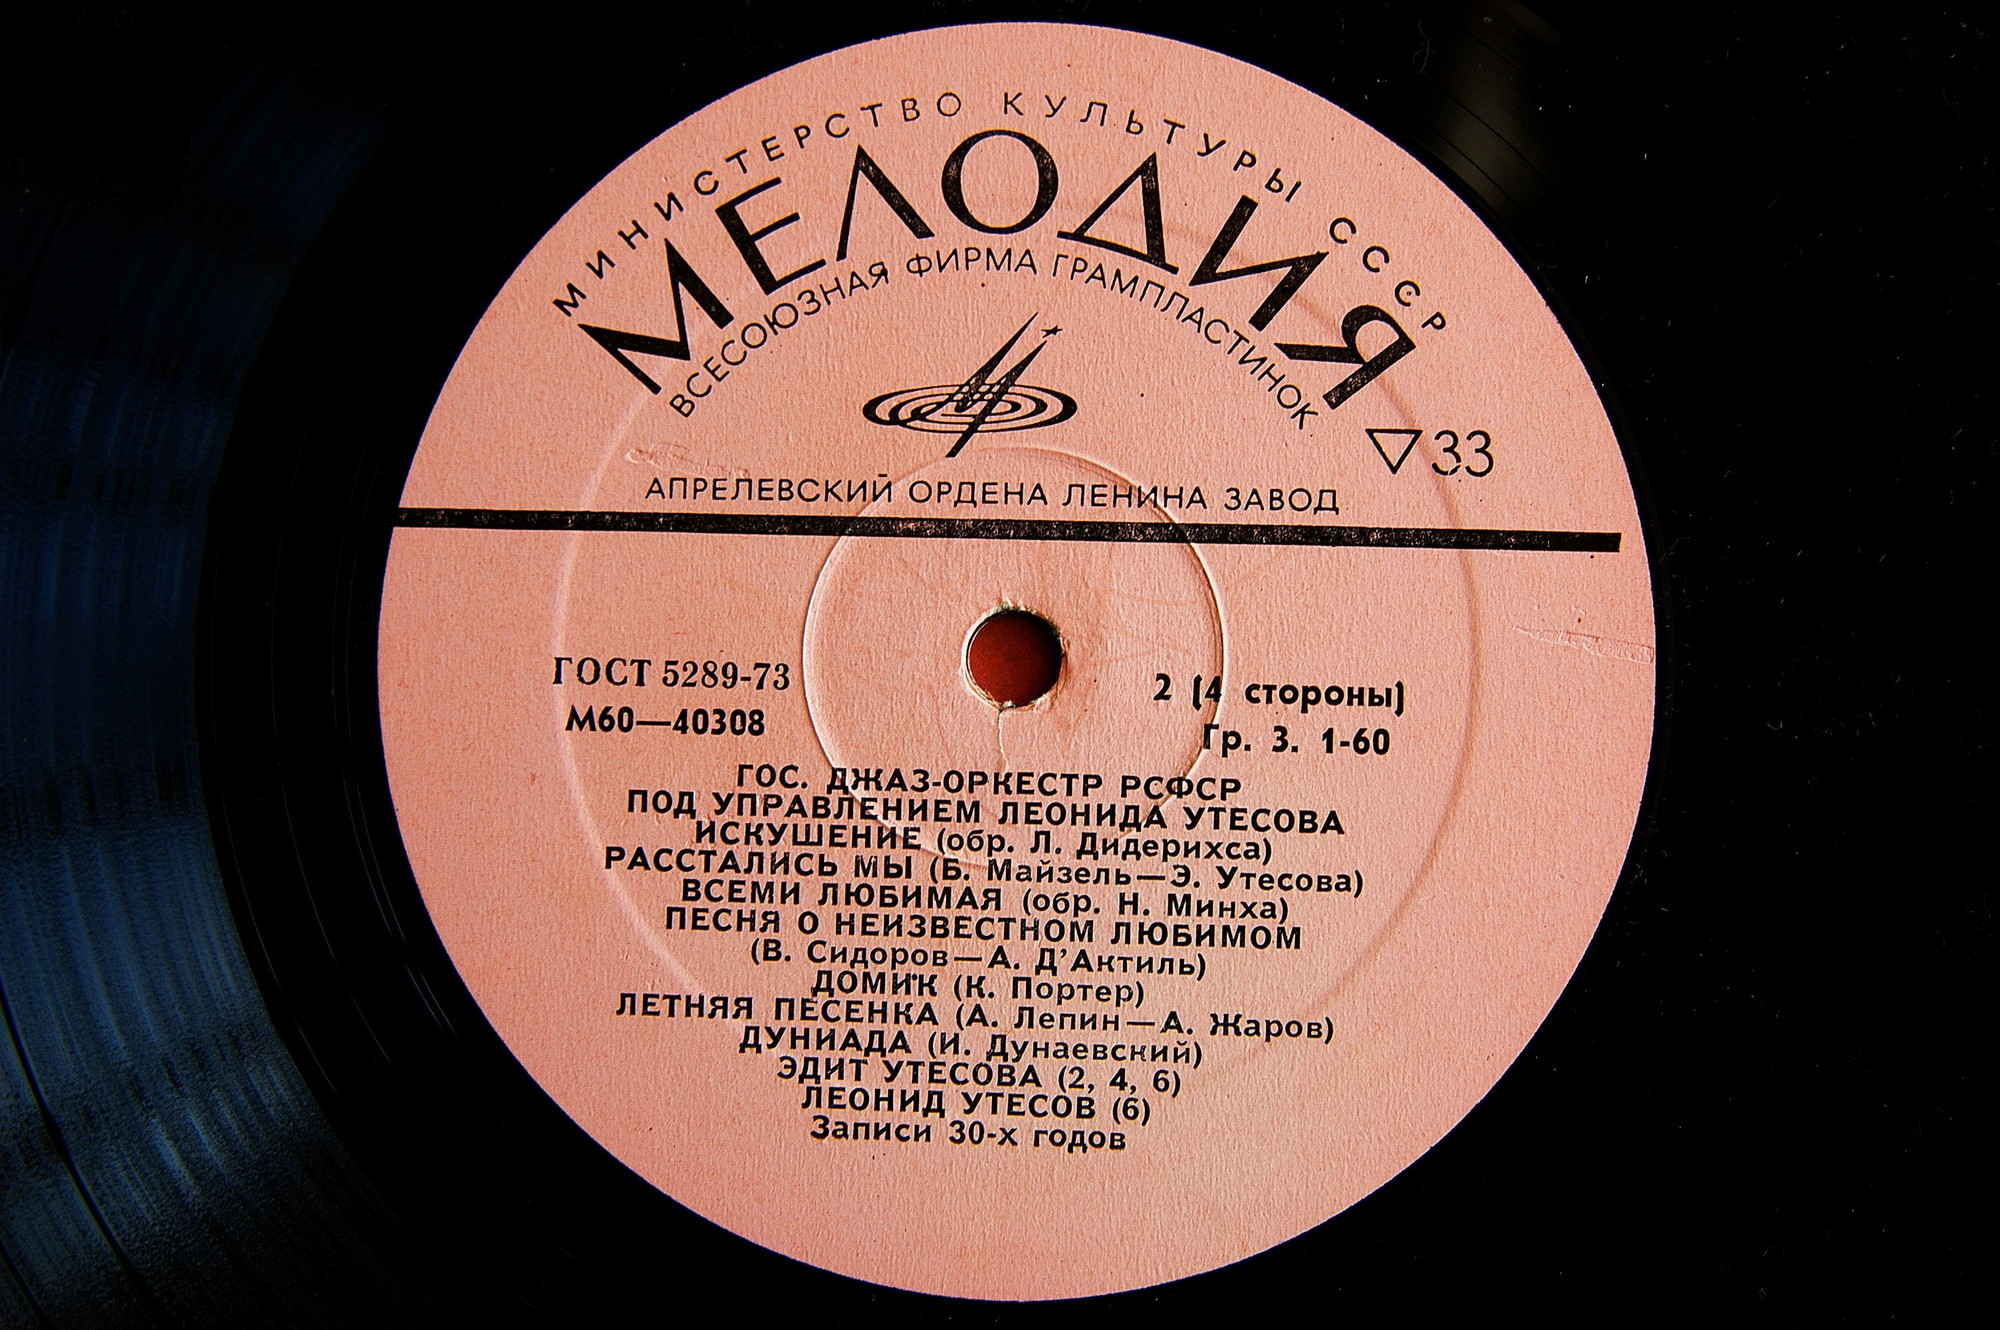 МИНИСТЕРСТВО КУЛЬТУРЫ СССР
МЕЛОДИЯ
ВСЕСОЮЗНАЯ ФИРМА ГРАМПЛАСТИНОК
33
АПРЕЛЕВСКИЙ ОРДЕНА ЛЕНИНА ЗАВОД
ГОСТ 5289-73
М60—40308
2 (4 стороны)
Гр. 3. 1-60
ГОС. ДЖАЗ-ОРКЕСТР РСФСР
ПОД УПРАВЛЕНИЕМ ЛЕОНИДА УТЕСОВА
ИСКУШЕНИЕ (обр. Л. Дидерихса)
РАССТАЛИСЬ МЫ (Б. Майзель—Э. Утесова)
ВСЕМИ ЛЮБИМАЯ (обр. Н. Минха)
ПЕСНЯ О НЕИЗВЕСТНОМ ЛЮБИМОМ
(В. Сидоров—А. Д'Актиль)
ДОМИК (К. Портер)
ЛЕТНЯЯ ПЕСЕНКА (А. Лепин—А. Жаров)
ДУНИАДА (И. Дунаевский)
ЭДИТ УТЕСОВА (2, 4, 6)
ЛЕОНИД УТЕСОВ (6)
Записи 30-х годов